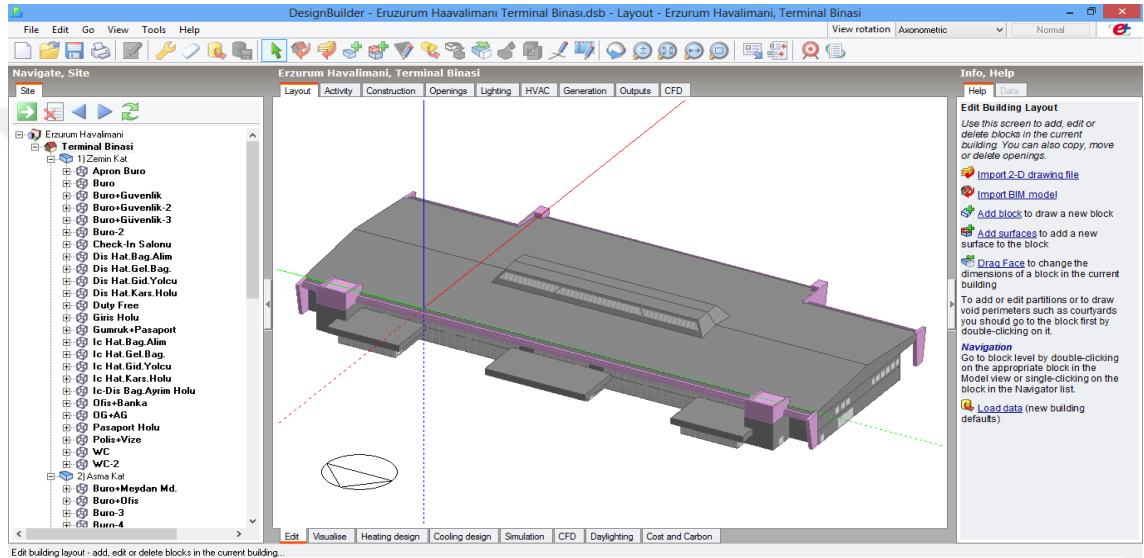 DesignBuilder - Eruzurum Haavalimani Terminal Binası.dsb - Layout - Erzurum Havalimani, Terminal Binasi
File Edit Go View Tools Help
View rotation Axonometric Normal
Navigate, Site
Erzurum Havalimani, Terminal Binasi
Info, Help
Site
Layout Activity Construction Openings Lighting HVAC Generation Outputs CFD
Help Data
Erzurum Havalimani
Terminal Binasi
1) Zemin Kat
Apron Buro
Buro
Buro+Guvenlik
Buro+Guvenlik-2
Buro+Güvenlik-3
Buro-2
Check-In Salonu
Dis Hat.Bag.Alim
Dis Hat.Gel.Bag.
Dis Hat.Gid.Yolcu
Dis Hat.Kars.Holu
Duty Free
Giris Holu
Gumruk+Pasaport
Ic Hat.Bag.Alim
Ic Hat.Gel.Bag.
Ic Hat.Gid.Yolcu
Ic Hat.Kars.Holu
Ic-Dis Bag.Ayrim Holu
Ofis+Banka
OG+AG
Pasaport Holu
Polis+Vize
WC
WC-2
2) Asma Kat
Buro+Meydan Md.
Buro+Ofis
Buro-3
Buro-4
Edit Building Layout
Use this screen to add, edit or
delete blocks in the current
building. You can also copy, move
or delete openings.
Import 2-D drawing file
Import BIM model
Add block to draw a new block
Add surfaces to add a new
surface to the block
Drag Face to change the
dimensions of a block in the current
building
To add or edit partitions or to draw
void perimeters such as courtyards
you should go to the block first by
double-clicking on it.
Navigation
Go to block level by double-clicking
on the appropriate block in the
Model view or single-clicking on the
block in the Navigator list.
Load data (new building
defaults)
Edit Visualise Heating design Cooling design Simulation CFD Daylighting Cost and Carbon
Edit building layout - add, edit or delete blocks in the current building...